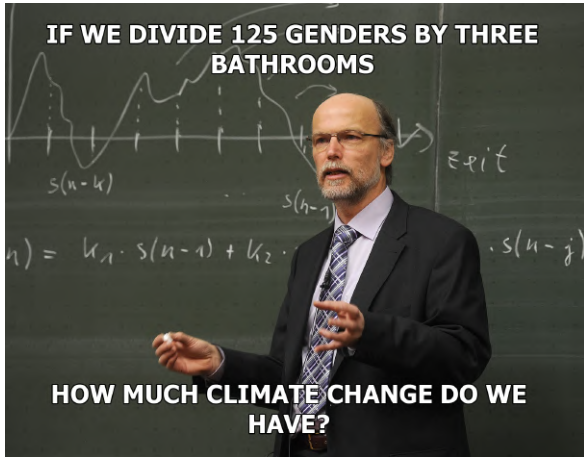 IF WE DIVIDE 125 GENDERS BY THREE
BATHROOMS
s(n-k)
s(n-1)
Zeit
n) = k₁· s(n-1) + k₂· · s(n-j)
HOW MUCH CLIMATE CHANGE DO WE
HAVE?